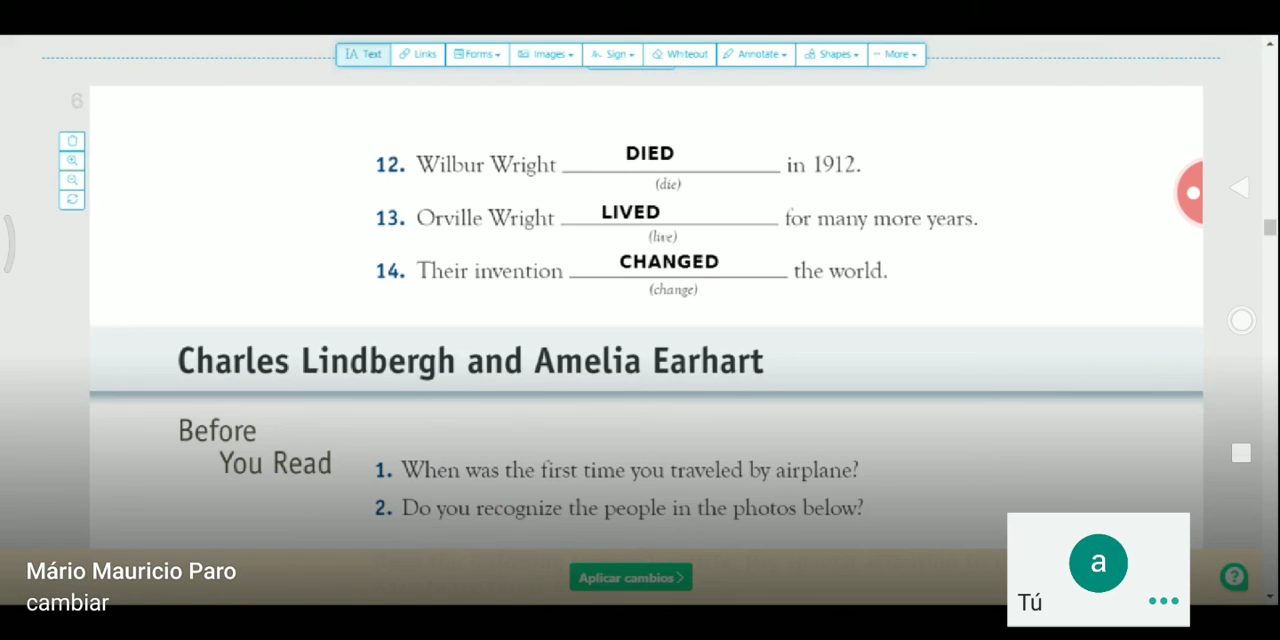 Text Links Forms Images Sign Whiteout Annotate Shapes More
6
DIED
12. Wilbur Wright ____________ in 1912.
(die)
LIVED
13. Orville Wright ____________ for many more years.
(live)
CHANGED
14. Their invention ____________ the world.
(change)
Charles Lindbergh and Amelia Earhart
Before
You Read
1. When was the first time you traveled by airplane?
2. Do you recognize the people in the photos below?
Aplicar cambios
Mário Mauricio Paro
cambiar
a
Tú